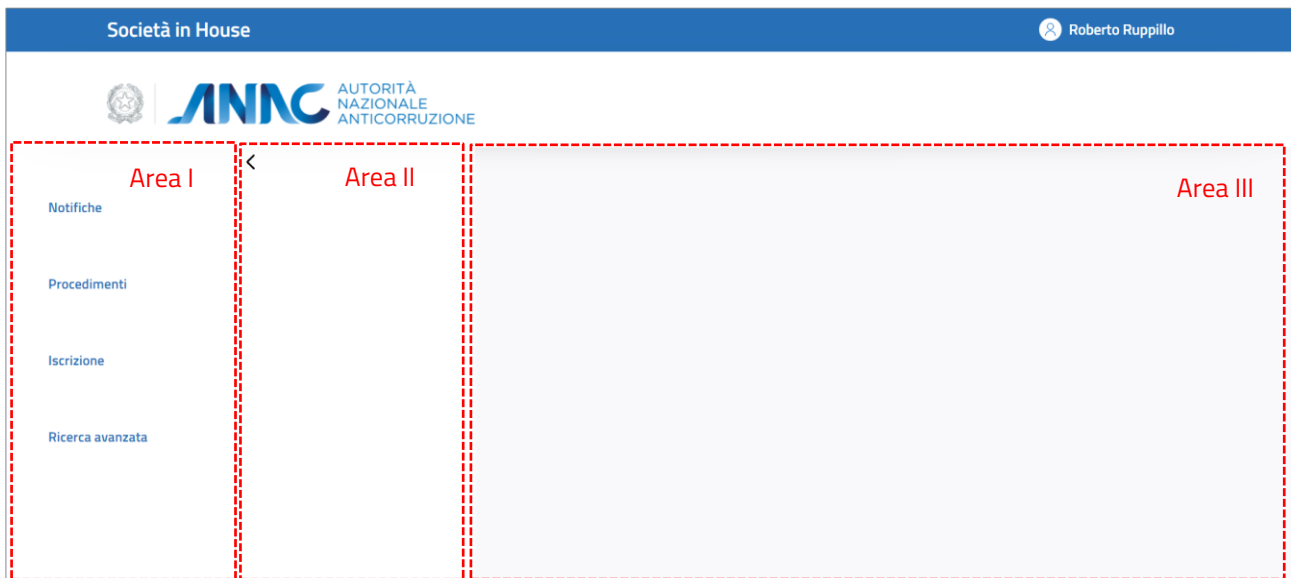 Società in House
Roberto Ruppillo
ANAC
AUTORITÀ
NAZIONALE
ANTICORRUZIONE
Area I
Area II
Area III
Notifiche
Procedimenti
Iscrizione
Ricerca avanzata